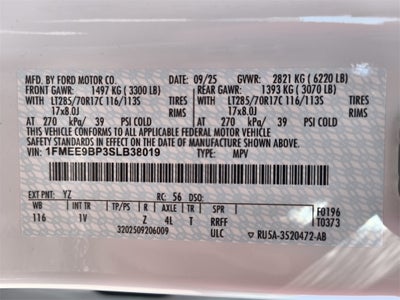 MFD. BY FORD MOTOR CO. 09/25 GVWR: 2821 KG ( 6220 LB)
FRONT GAWR: 1497 KG ( 3300 LB) REAR GAWR: 1393 KG ( 3070 LB)
WITH LT285/70R17C 116/113S TIRES WITH LT285/70R17C 116/113S TIRES
17x8.0J RIMS 17x8.0J RIMS
AT 270 kPa/ 39 PSI COLD AT 270 kPa/ 39 PSI COLD
THIS VEHICLE CONFORMS TO ALL APPLICABLE FEDERAL MOTOR VEHICLE
SAFETY STANDARDS IN EFFECT ON THE DATE OF MANUFACTURE SHOWN ABOVE.
VIN: 1FMEE9BP3SLB38019 TYPE: MPV
EXT PNT: YZ RC: 56 DSO:
WB INT TR TP/PS R AXLE TR SPR F0196
116 1V Z 4L T RRFF T0373
3202509206009 ULC RU5A-3520472-AB